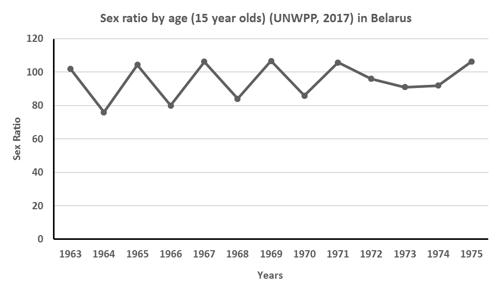 Sex ratio by age (15 year olds) (UNWPP, 2017) in Belarus
120
100
80
60
40
20
0
Sex Ratio
1963 1964 1965 1966 1967 1968 1969 1970 1971 1972 1973 1974 1975
Years